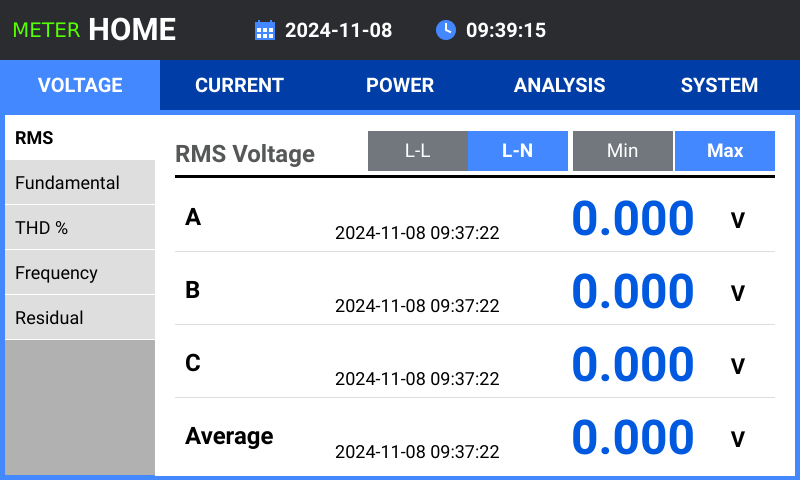 METER HOME 2024-11-08 09:39:15
VOLTAGE CURRENT POWER ANALYSIS SYSTEM
RMS
Fundamental
THD %
Frequency
Residual
RMS Voltage L-L L-N Min Max
A 2024-11-08 09:37:22 0.000 V
B 2024-11-08 09:37:22 0.000 V
C 2024-11-08 09:37:22 0.000 V
Average 2024-11-08 09:37:22 0.000 V